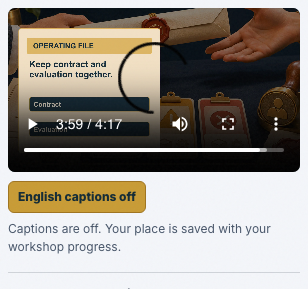 OPERATING FILE
Keep contract and
evaluation together.
Contract
Evaluation
3:59 / 4:17
English captions off
Captions are off. Your place is saved with your
workshop progress.